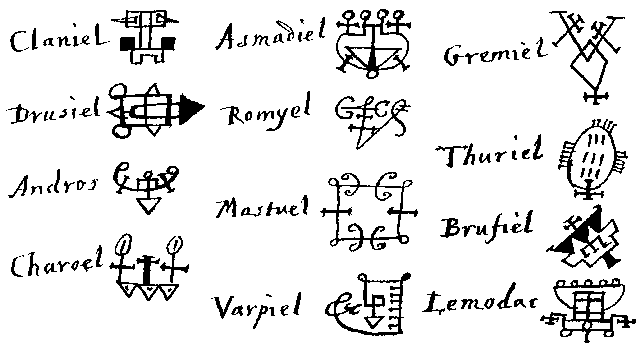 Claniel
Drusiel
Andros
Charoel
Asmadiel
Romyel
Mastuel
Varpiel
Gremiel
Thuriel
Brufiel
Lemodac